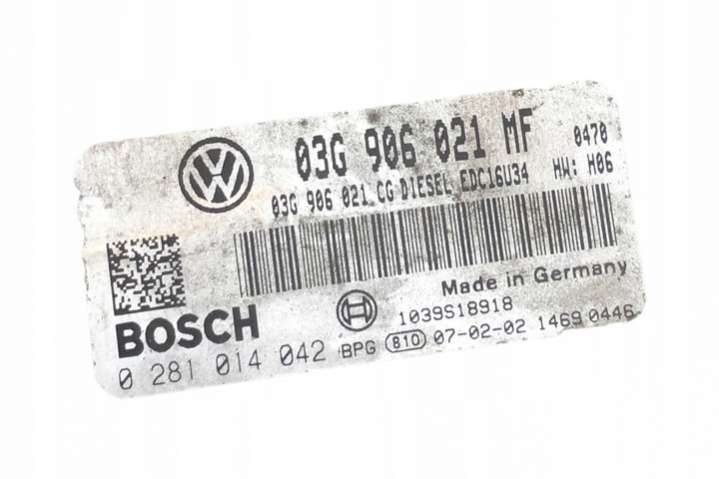 03G 906 021 MF 0470
03G 906 021 CG DIESEL EDC16U34 HW: H06
Made in Germany
BOSCH 1039S18918
0 281 014 042 BPG 810 07-02-02 1469 0446